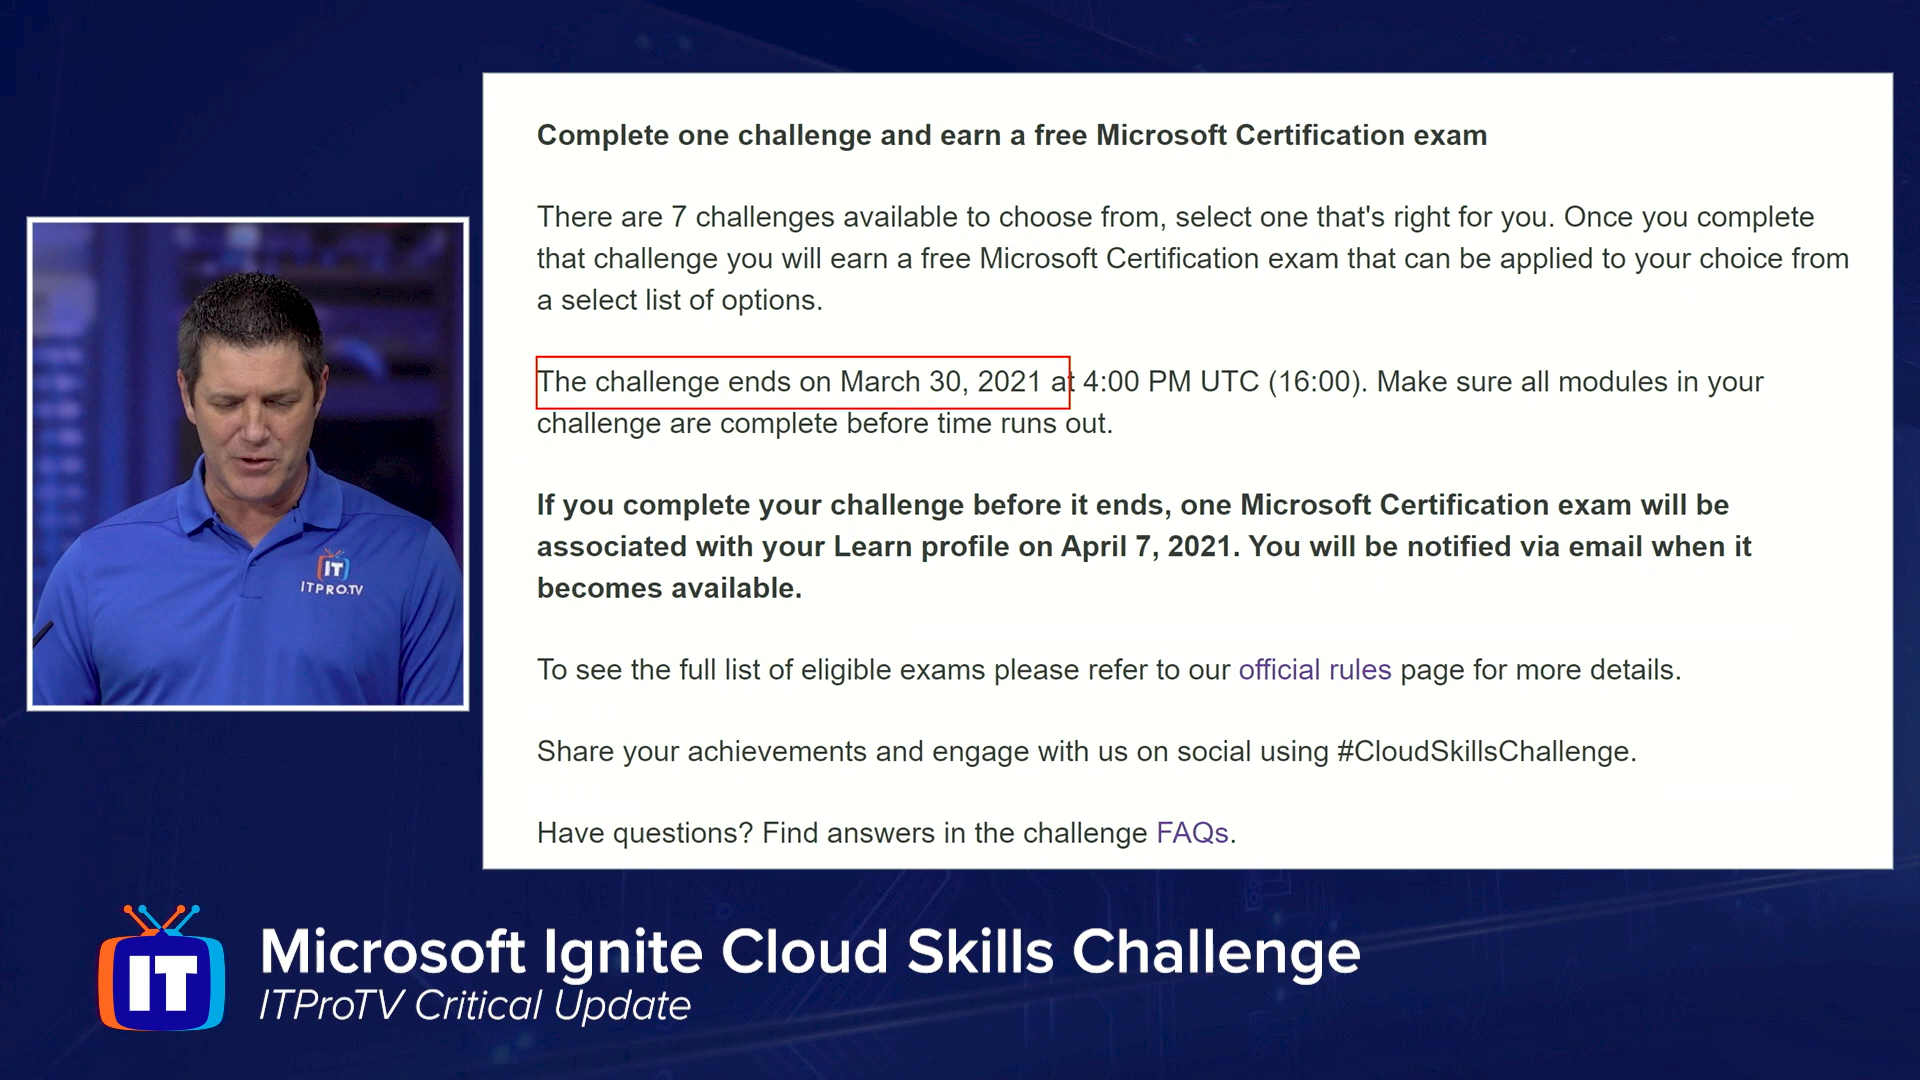 Complete one challenge and earn a free Microsoft Certification exam
There are 7 challenges available to choose from, select one that's right for you. Once you complete
that challenge you will earn a free Microsoft Certification exam that can be applied to your choice from
a select list of options.
The challenge ends on March 30, 2021 at 4:00 PM UTC (16:00). Make sure all modules in your
challenge are complete before time runs out.
If you complete your challenge before it ends, one Microsoft Certification exam will be
associated with your Learn profile on April 7, 2021. You will be notified via email when it
becomes available.
To see the full list of eligible exams please refer to our official rules page for more details.
Share your achievements and engage with us on social using #CloudSkillsChallenge.
Have questions? Find answers in the challenge FAQs.
IT
ITPRO.TV
IT
Microsoft Ignite Cloud Skills Challenge
ITProTV Critical Update